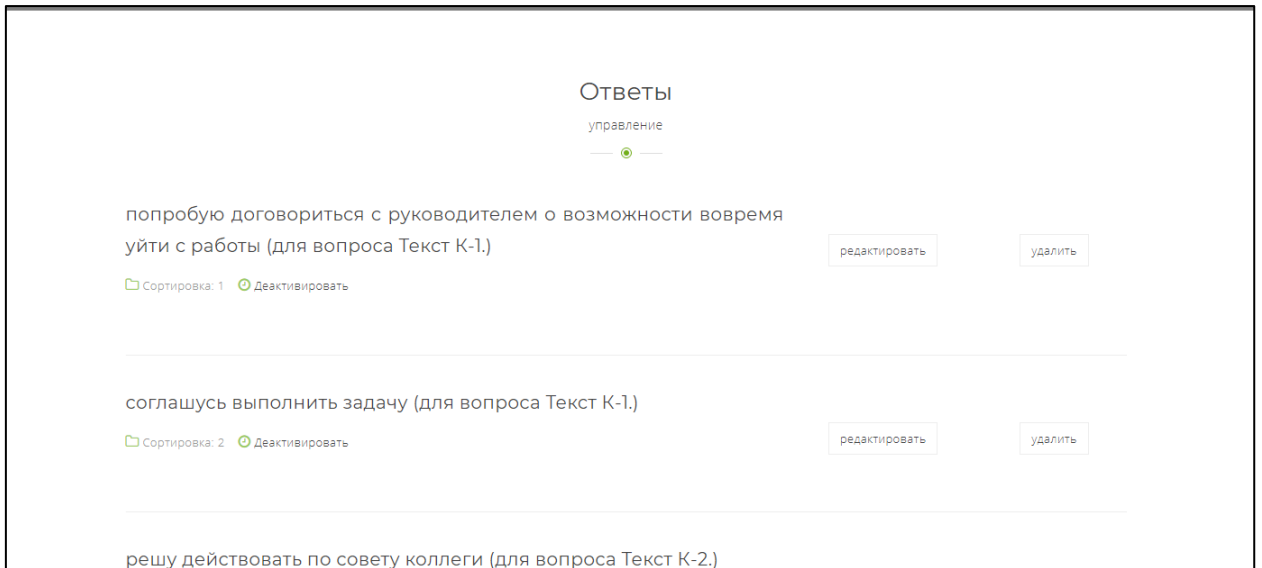 Ответы
управление
попробую договориться с руководителем о возможности вовремя
уйти с работы (для вопроса Текст К-1.)
редактировать
удалить
Сортировка: 1 Деактивировать
соглашусь выполнить задачу (для вопроса Текст К-1.)
Сортировка: 2 Деактивировать
редактировать
удалить
решу действовать по совету коллеги (для вопроса Текст К-2.)